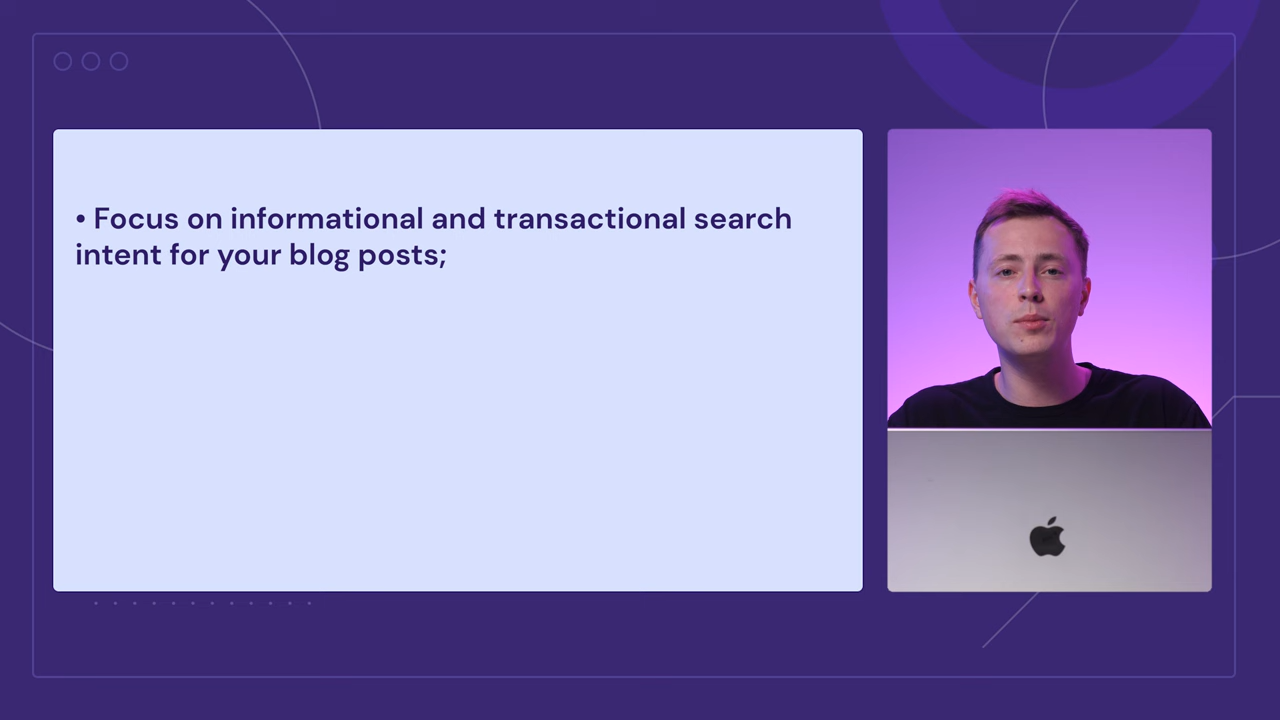 • Focus on informational and transactional search
intent for your blog posts;